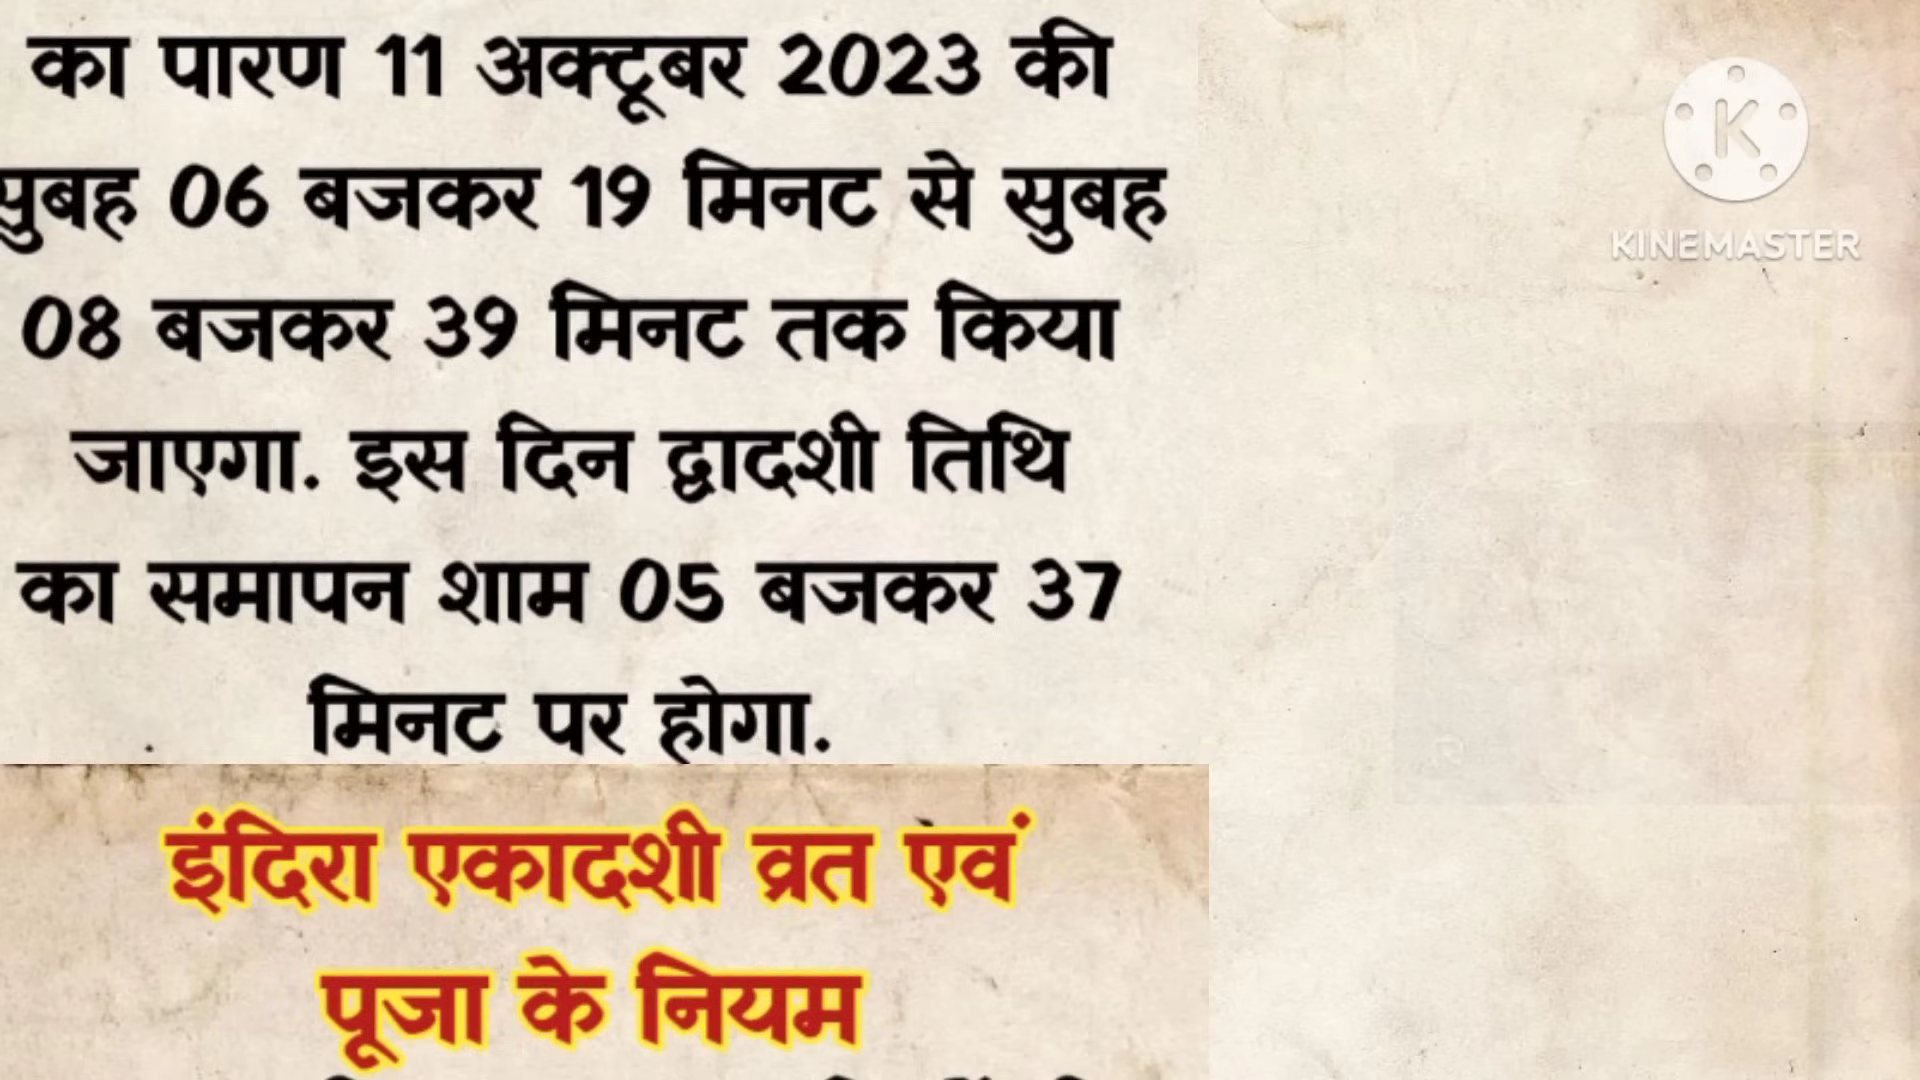 का पारण 11 अक्टूबर 2023 की
सुबह 06 बजकर 19 मिनट से सुबह
08 बजकर 39 मिनट तक किया
जाएगा. इस दिन द्वादशी तिथि
का समापन शाम 05 बजकर 37
मिनट पर होगा.
इंदिरा एकादशी व्रत एवं
पूजा के नियम
K
KINEMASTER